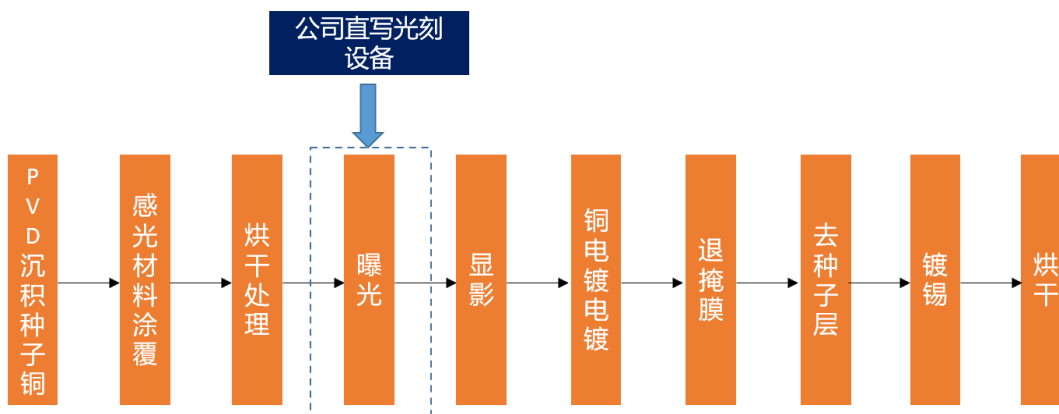 公司直写光刻
设备
PVD沉积种子铜
感光材料涂覆
烘干处理
曝光
显影
铜电镀电镀
退掩膜
去种子层
镀锡
烘干